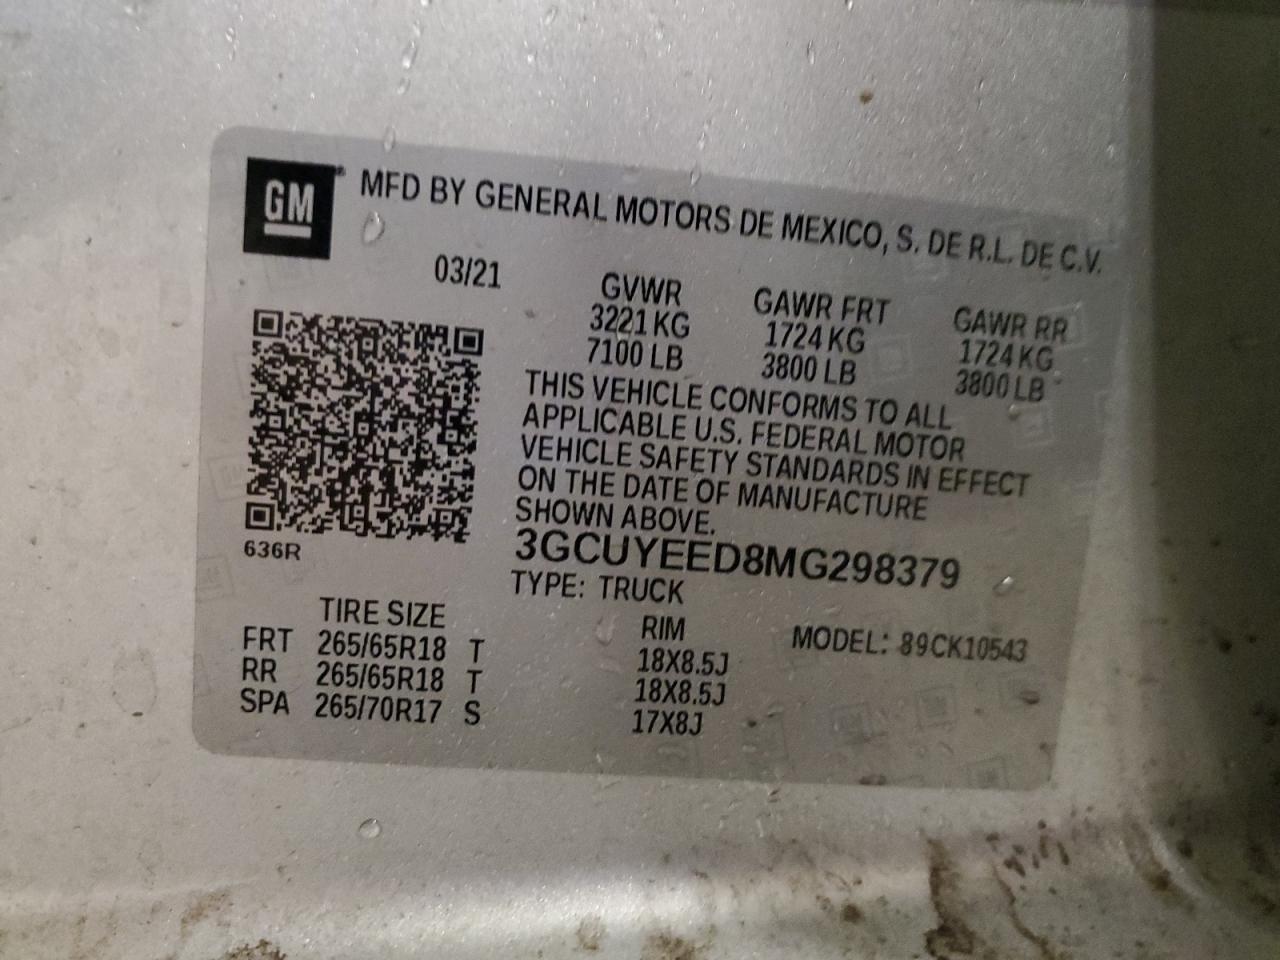 GM
MFD BY GENERAL MOTORS DE MEXICO, S. DE R.L. DE C.V.
03/21
GVWR GAWR FRT GAWR RR
3221 KG 1724 KG 1724 KG
7100 LB 3800 LB 3800 LB
THIS VEHICLE CONFORMS TO ALL
APPLICABLE U.S. FEDERAL MOTOR
VEHICLE SAFETY STANDARDS IN EFFECT
ON THE DATE OF MANUFACTURE
SHOWN ABOVE.
636R
3GCUYEED8MG298379
TYPE: TRUCK
TIRE SIZE RIM MODEL: 89CK10543
FRT 265/65R18 T 18X8.5J
RR 265/65R18 T 18X8.5J
SPA 265/70R17 S 17X8J